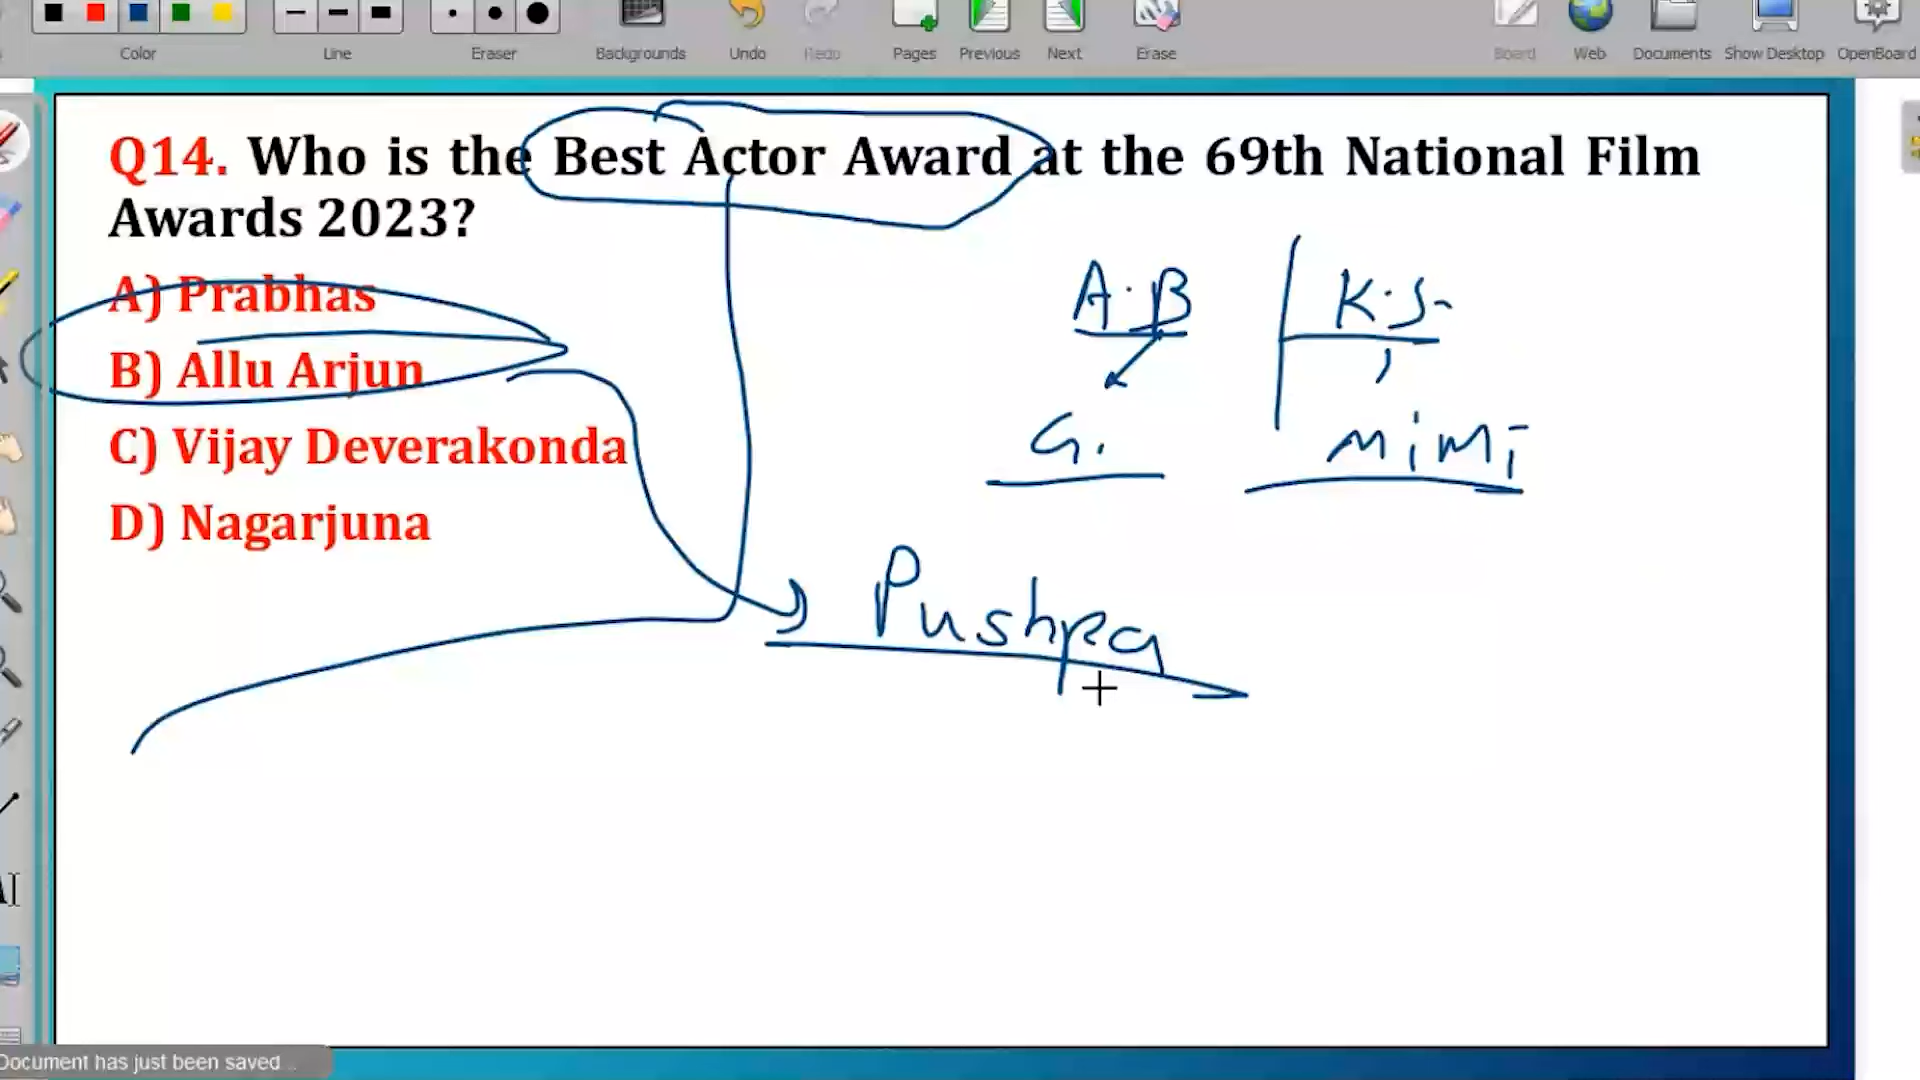 Color
Line
Eraser
Backgrounds
Undo
Redo
Pages
Previous
Next
Erase
Board
Web
Documents
Show Desktop
OpenBoard
Q14. Who is the Best Actor Award at the 69th National Film
Awards 2023?
A) Prabhas
B) Allu Arjun
C) Vijay Deverakonda
D) Nagarjuna
A.B
K.S.
G.
MiMi
Pushpa
Document has just been saved...